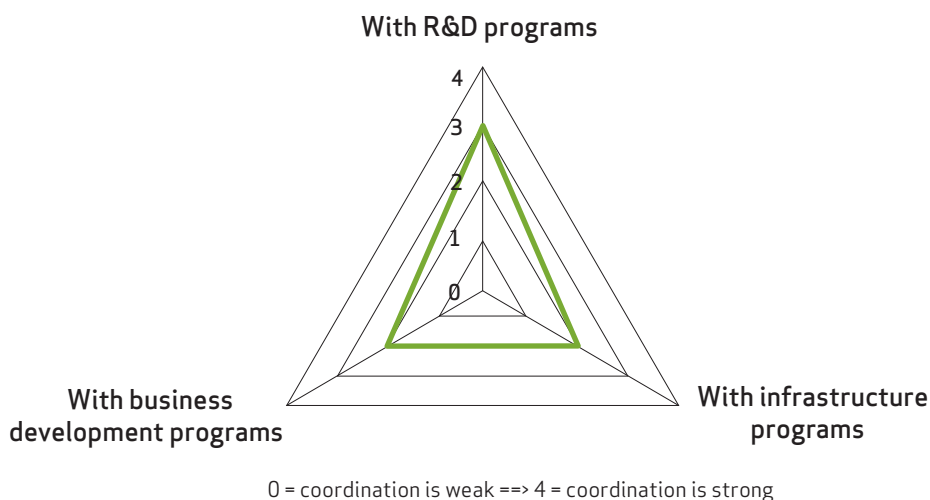 With R&D programs
4
3
2
1
0
With business
development programs
With infrastructure
programs
0 = coordination is weak ==> 4 = coordination is strong